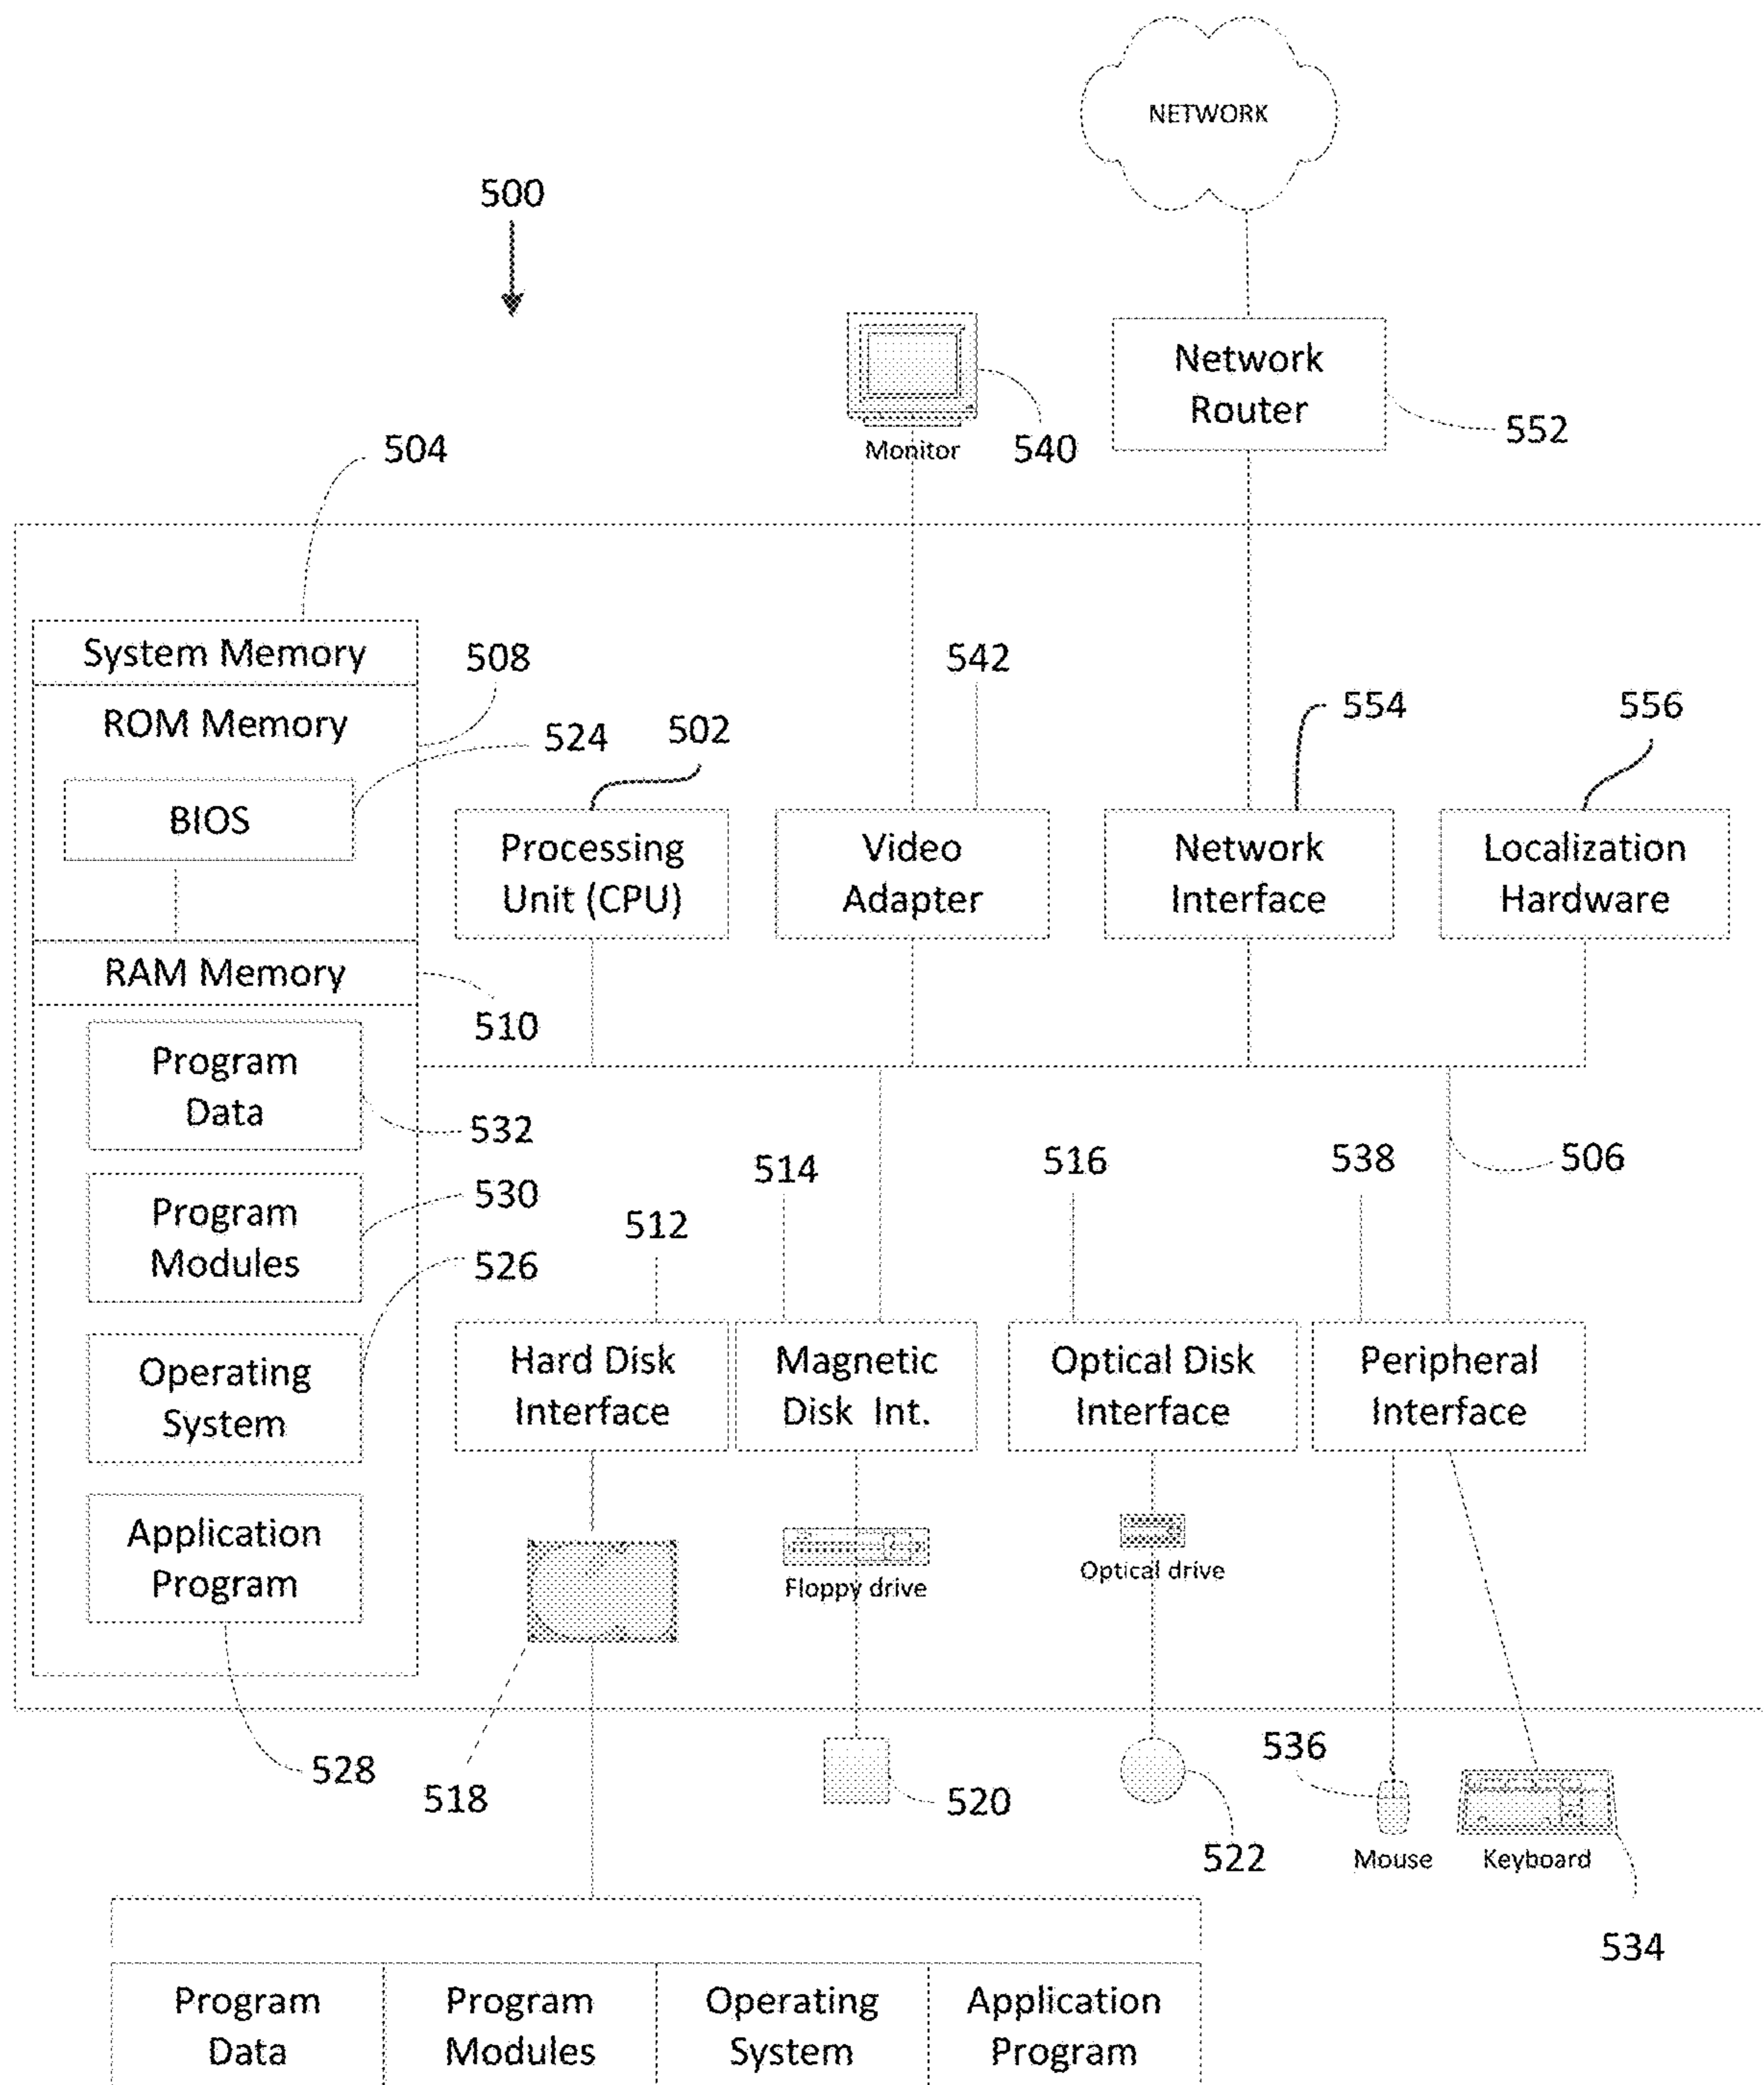 NETWORK
500
Network
Router
552
Monitor
540
504
System Memory
508
542
ROM Memory
524
502
554
556
BIOS
Processing
Unit (CPU)
Video
Adapter
Network
Interface
Localization
Hardware
RAM Memory
510
Program
Data
532
514
516
538
506
Program
Modules
530
512
526
Operating
System
Hard Disk
Interface
Magnetic
Disk Int.
Optical Disk
Interface
Peripheral
Interface
Application
Program
Floppy drive
Optical drive
528
518
520
522
536
Mouse
Keyboard
534
Program
Data
Program
Modules
Operating
System
Application
Program